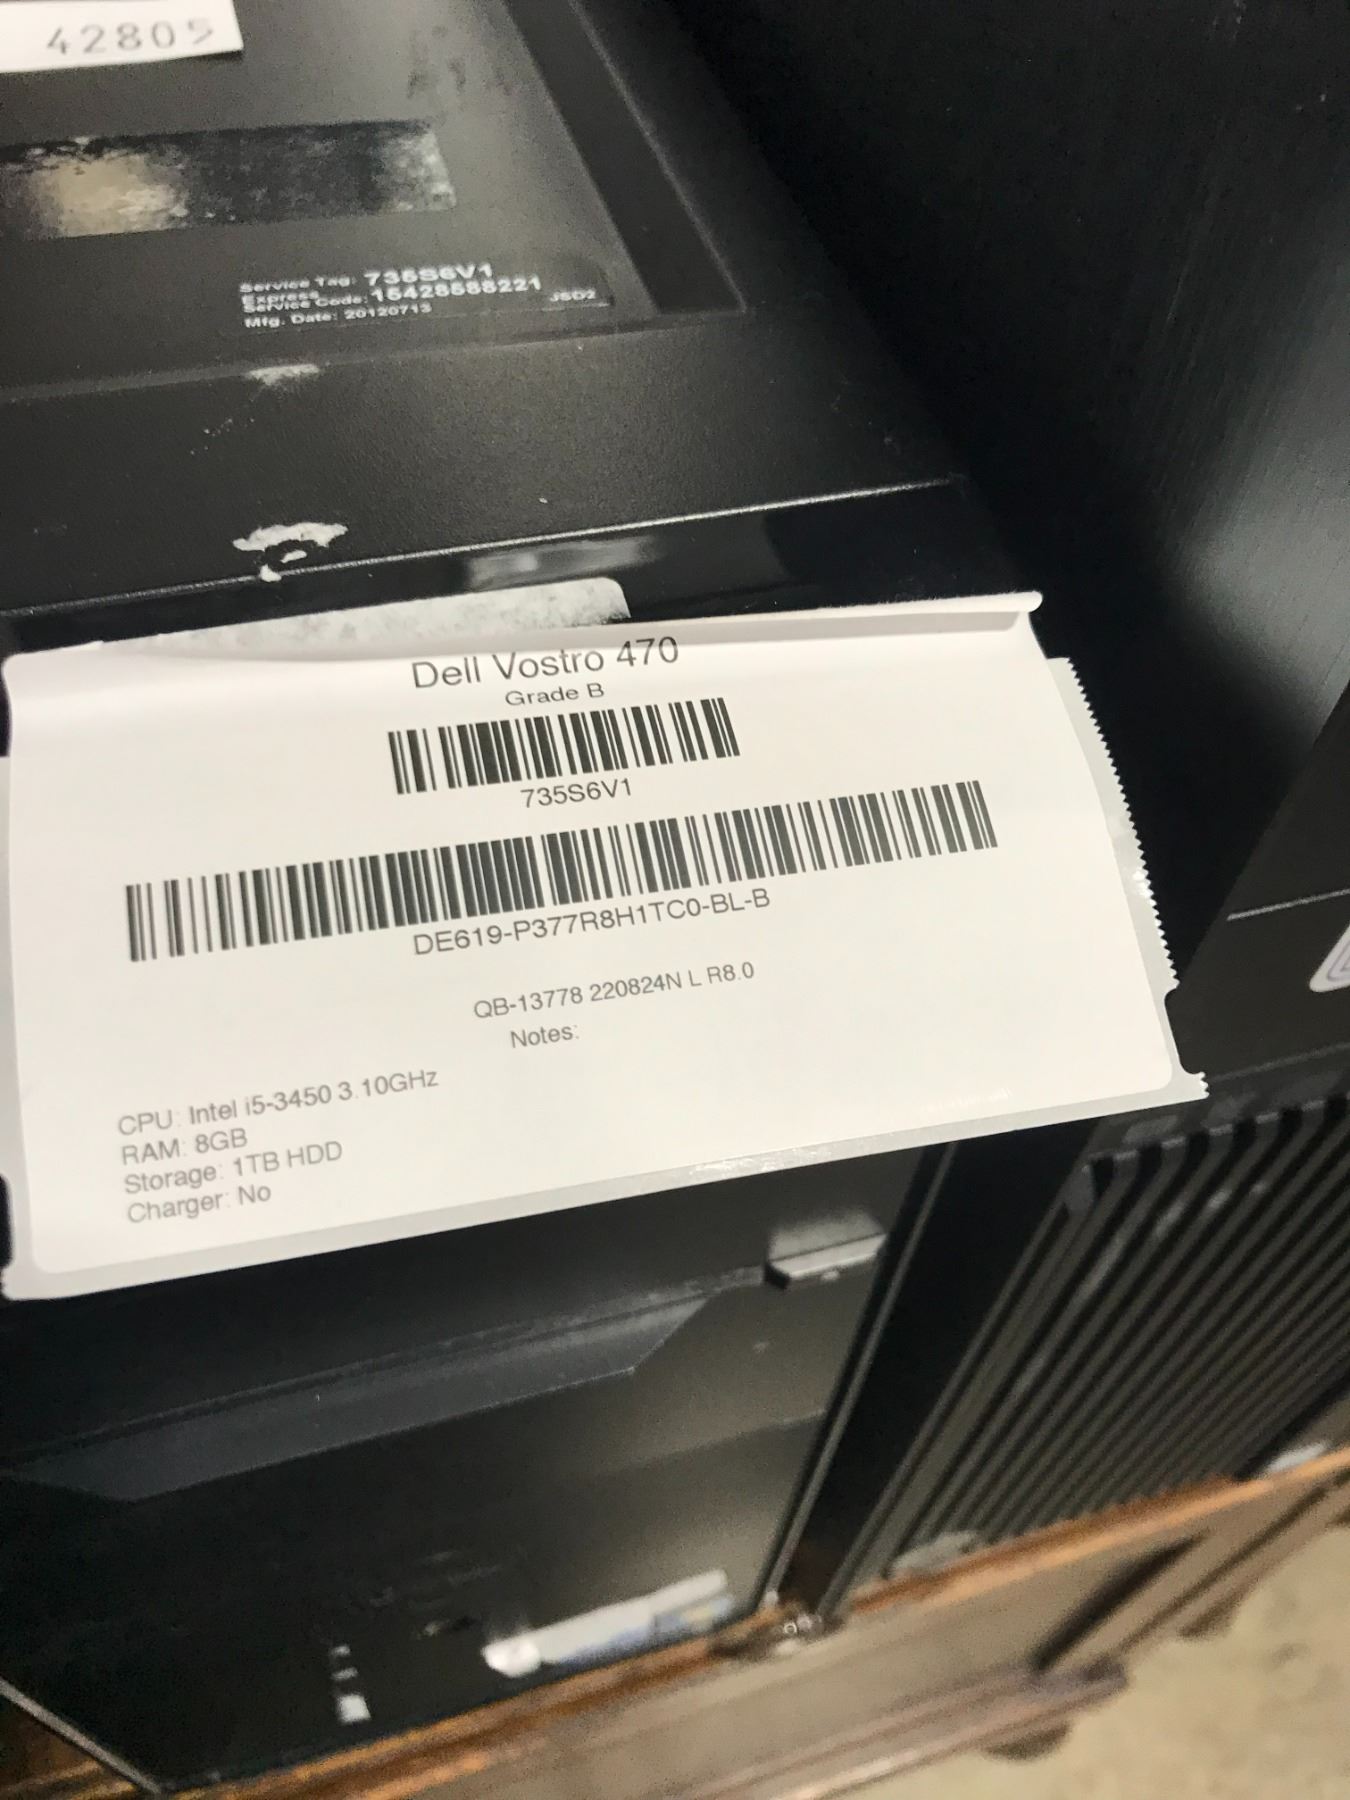 42805
Service Tag: 735S6V1
Express
Service Code: 15428588221
JSD2
Mfg. Date: 20120713
Dell Vostro 470
Grade B
735S6V1
DE619-P377R8H1TC0-BL-B
QB-13778 220824N L R8.0
Notes:
CPU: Intel i5-3450 3.10GHz
RAM: 8GB
Storage: 1TB HDD
Charger: No